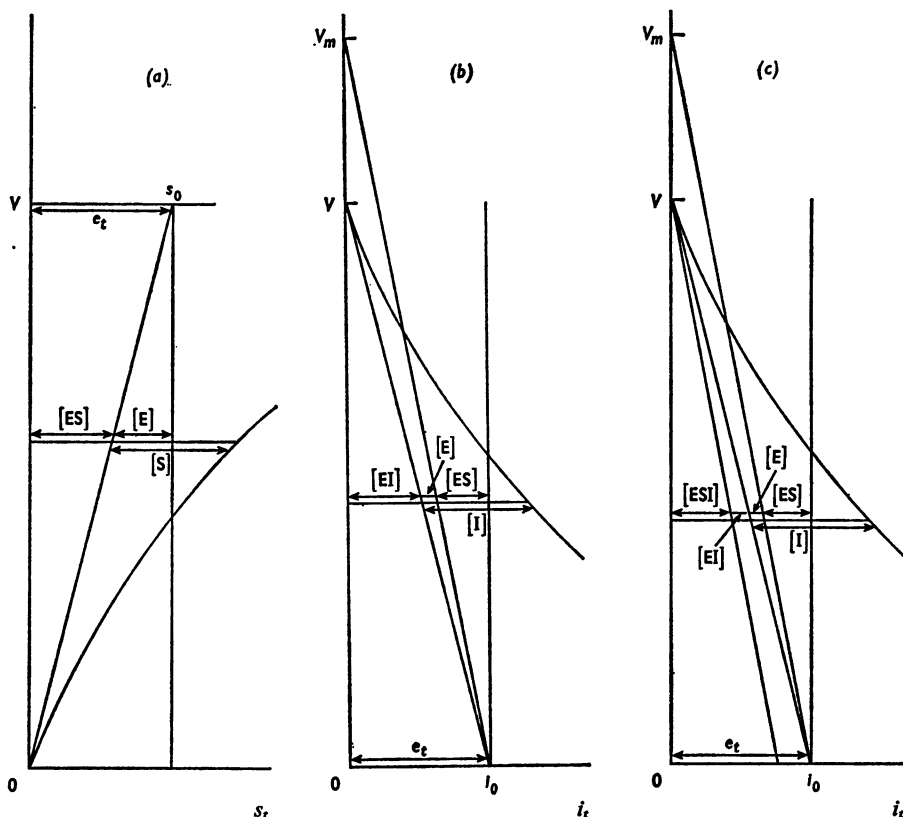 (a)
V
s₀
eₜ
[ES]
[E]
[S]
0
sₜ
Vₘ
(b)
V
[EI]
[E]
[ES]
[I]
eₜ
0
i₀
iₜ
Vₘ
(c)
V
[ESI]
[E]
[ES]
[EI]
[I]
eₜ
0
i₀
iₜ